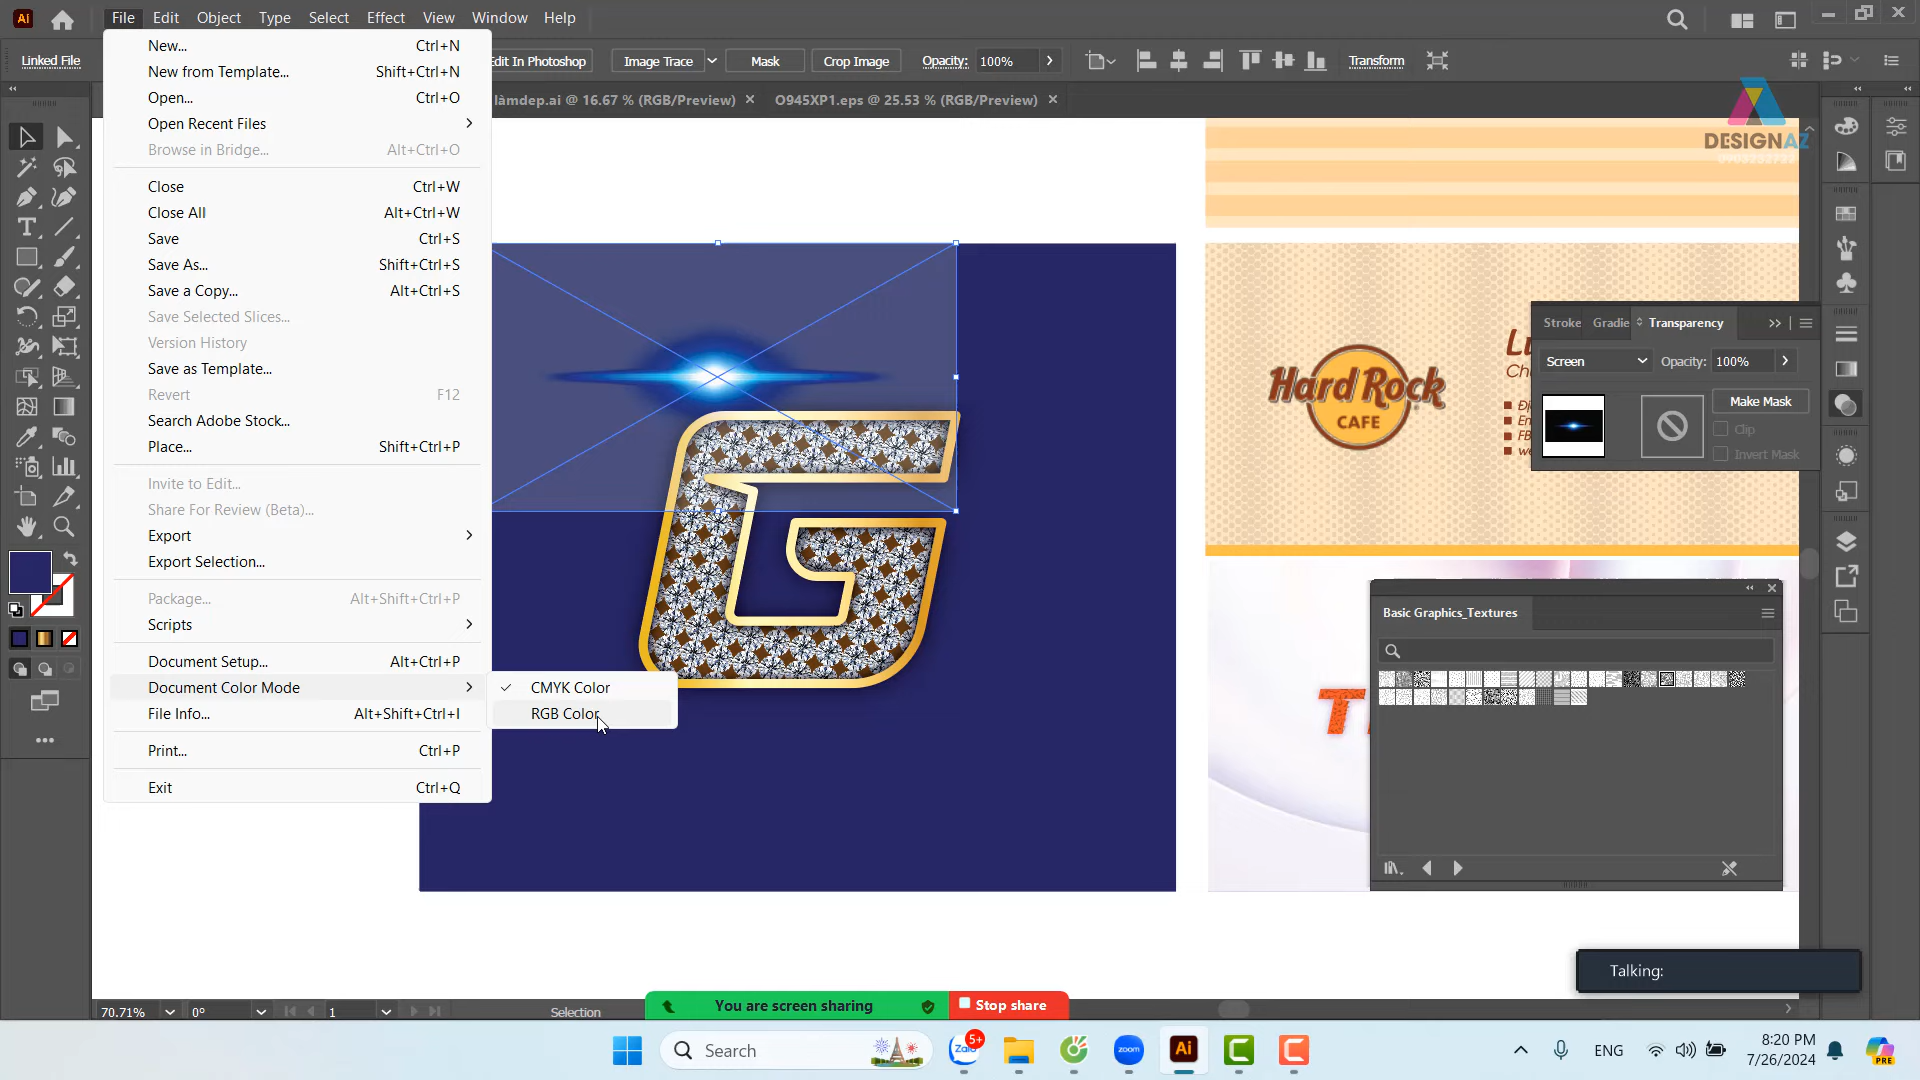 Ai File Edit Object Type Select Effect View Window Help
Linked File Edit In Photoshop Image Trace Mask Crop Image Opacity: 100% Transform
làmdep.ai @ 16.67 % (RGB/Preview) × O945XP1.eps @ 25.53 % (RGB/Preview) ×
New... Ctrl+N
New from Template... Shift+Ctrl+N
Open... Ctrl+O
Open Recent Files
Browse in Bridge... Alt+Ctrl+O
Close Ctrl+W
Close All Alt+Ctrl+W
Save Ctrl+S
Save As... Shift+Ctrl+S
Save a Copy... Alt+Ctrl+S
Save Selected Slices...
Version History
Save as Template...
Revert F12
Search Adobe Stock...
Place... Shift+Ctrl+P
Invite to Edit...
Share For Review (Beta)...
Export
Export Selection...
Package... Alt+Shift+Ctrl+P
Scripts
Document Setup... Alt+Ctrl+P
Document Color Mode
File Info... Alt+Shift+Ctrl+I
Print... Ctrl+P
Exit Ctrl+Q
CMYK Color
RGB Color
G
DESIGNAZ
Hard Rock
CAFE
Stroke Gradie Transparency
Screen Opacity: 100%
Make Mask
Clip
Invert Mask
Basic Graphics_Textures
T
Talking:
70.71% 0° 1 Selection
You are screen sharing Stop share
Search
Zalo 5+
zoom
Ai
ENG
8:20 PM
7/26/2024
PRE